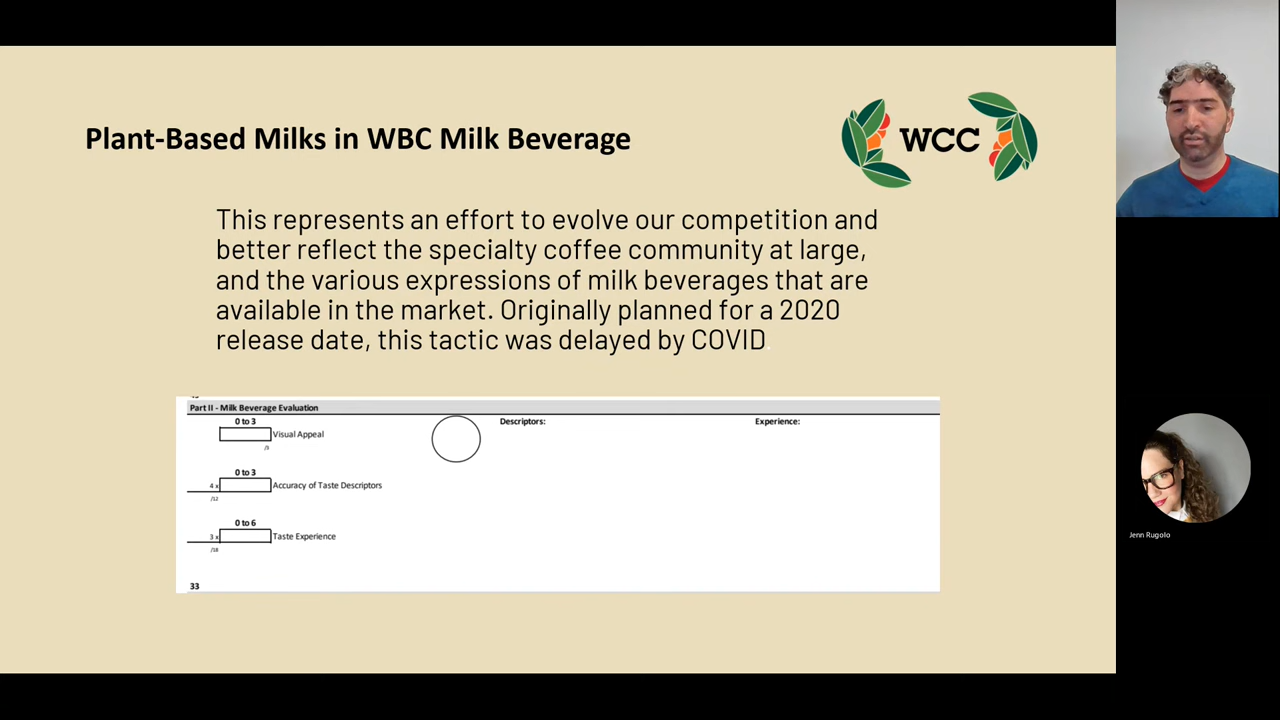 Plant-Based Milks in WBC Milk Beverage
WCC
This represents an effort to evolve our competition and
better reflect the specialty coffee community at large,
and the various expressions of milk beverages that are
available in the market. Originally planned for a 2020
release date, this tactic was delayed by COVID.
Part II - Milk Beverage Evaluation
0 to 3
Visual Appeal
/3
Descriptors:
Experience:
0 to 3
4 x
Accuracy of Taste Descriptors
/12
0 to 6
3 x
Taste Experience
/18
33
Jenn Rugolo